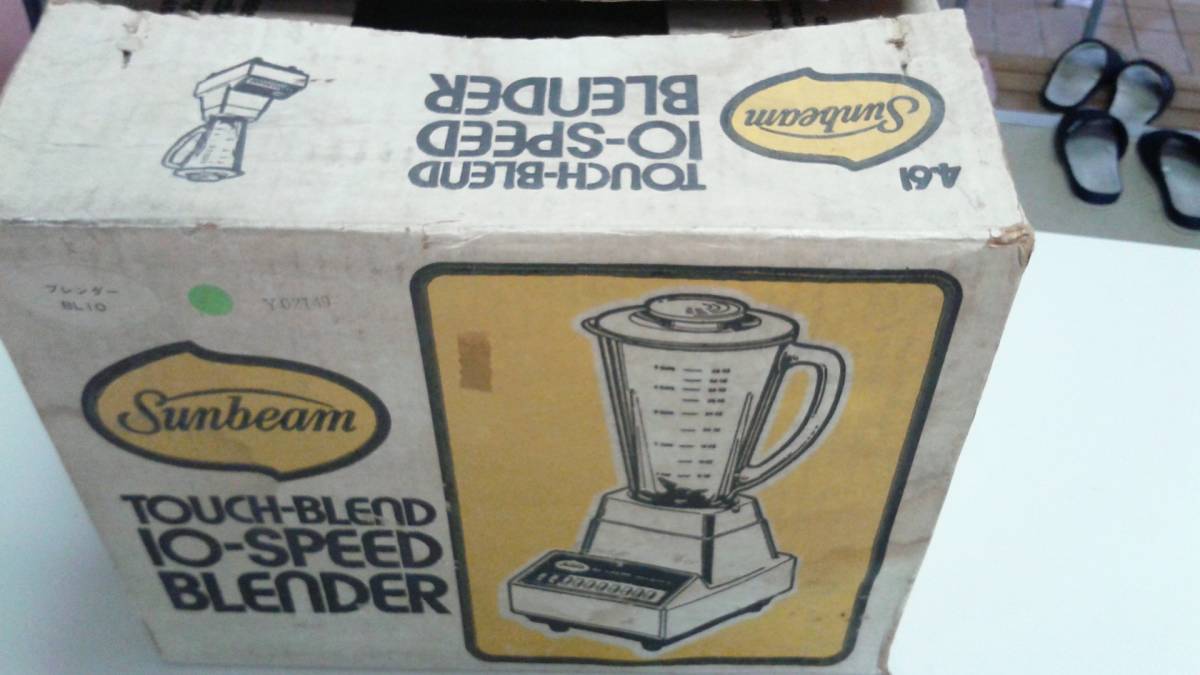 4.61
Sunbeam
TOUCH-BLEND
10-SPEED
BLENDER
ブレンダー
BL10
Y02149
Sunbeam
TOUCH-BLEND
10-SPEED
BLENDER